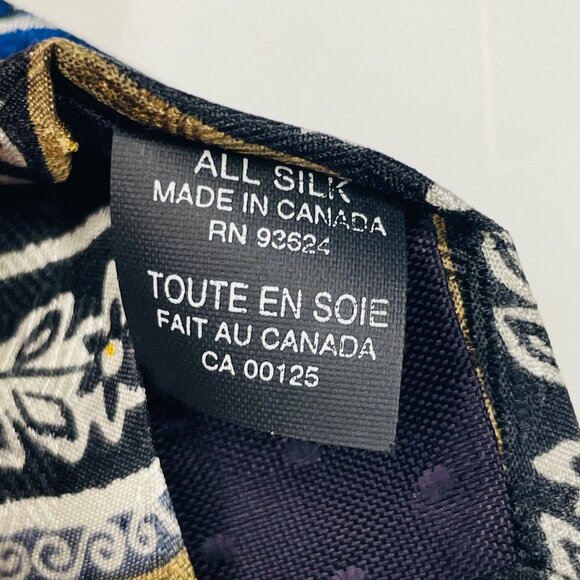 ALL SILK
MADE IN CANADA
RN 93624
TOUTE EN SOIE
FAIT AU CANADA
CA 00125